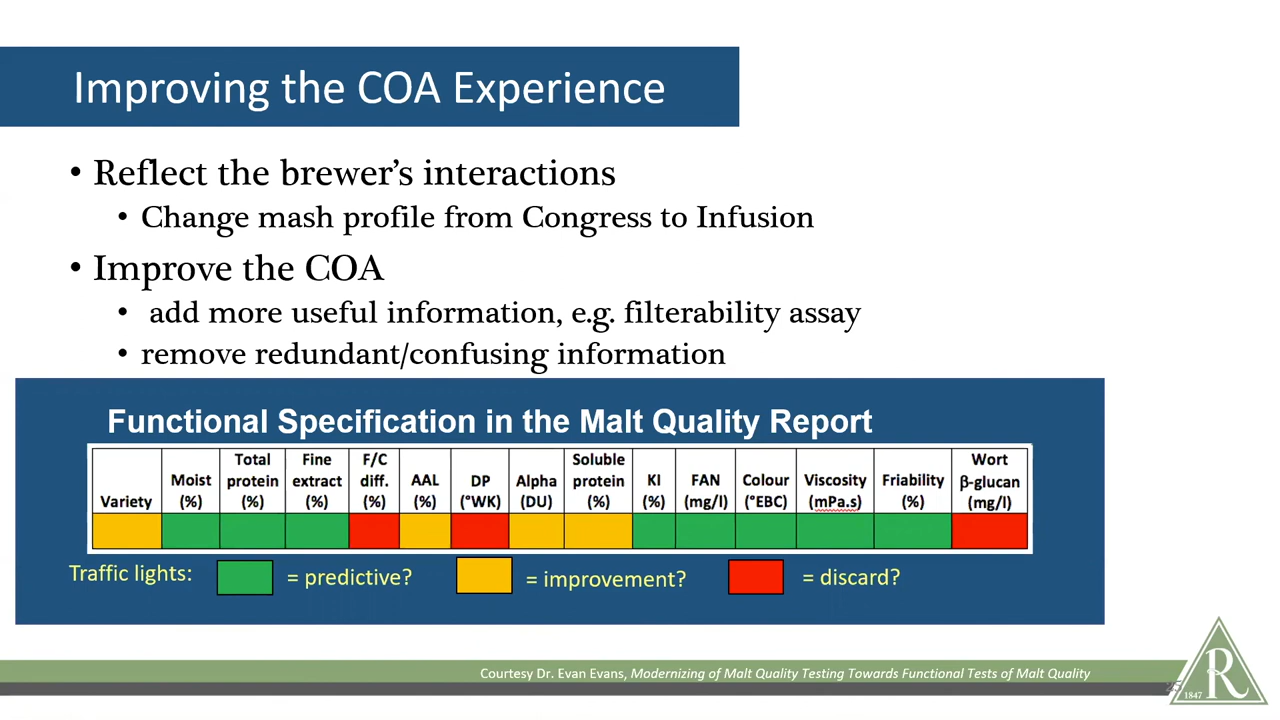 Improving the COA Experience
• Reflect the brewer’s interactions
• Change mash profile from Congress to Infusion
• Improve the COA
• add more useful information, e.g. filterability assay
• remove redundant/confusing information
Functional Specification in the Malt Quality Report
Variety
Moist (%)
Total protein (%)
Fine extract (%)
F/C diff. (%)
AAL (%)
DP (°WK)
Alpha (DU)
Soluble protein (%)
KI (%)
FAN (mg/l)
Colour (°EBC)
Viscosity (mPa.s)
Friability (%)
Wort β-glucan (mg/l)
Traffic lights:
= predictive?
= improvement?
= discard?
Courtesy Dr. Evan Evans, Modernizing of Malt Quality Testing Towards Functional Tests of Malt Quality
R
1847